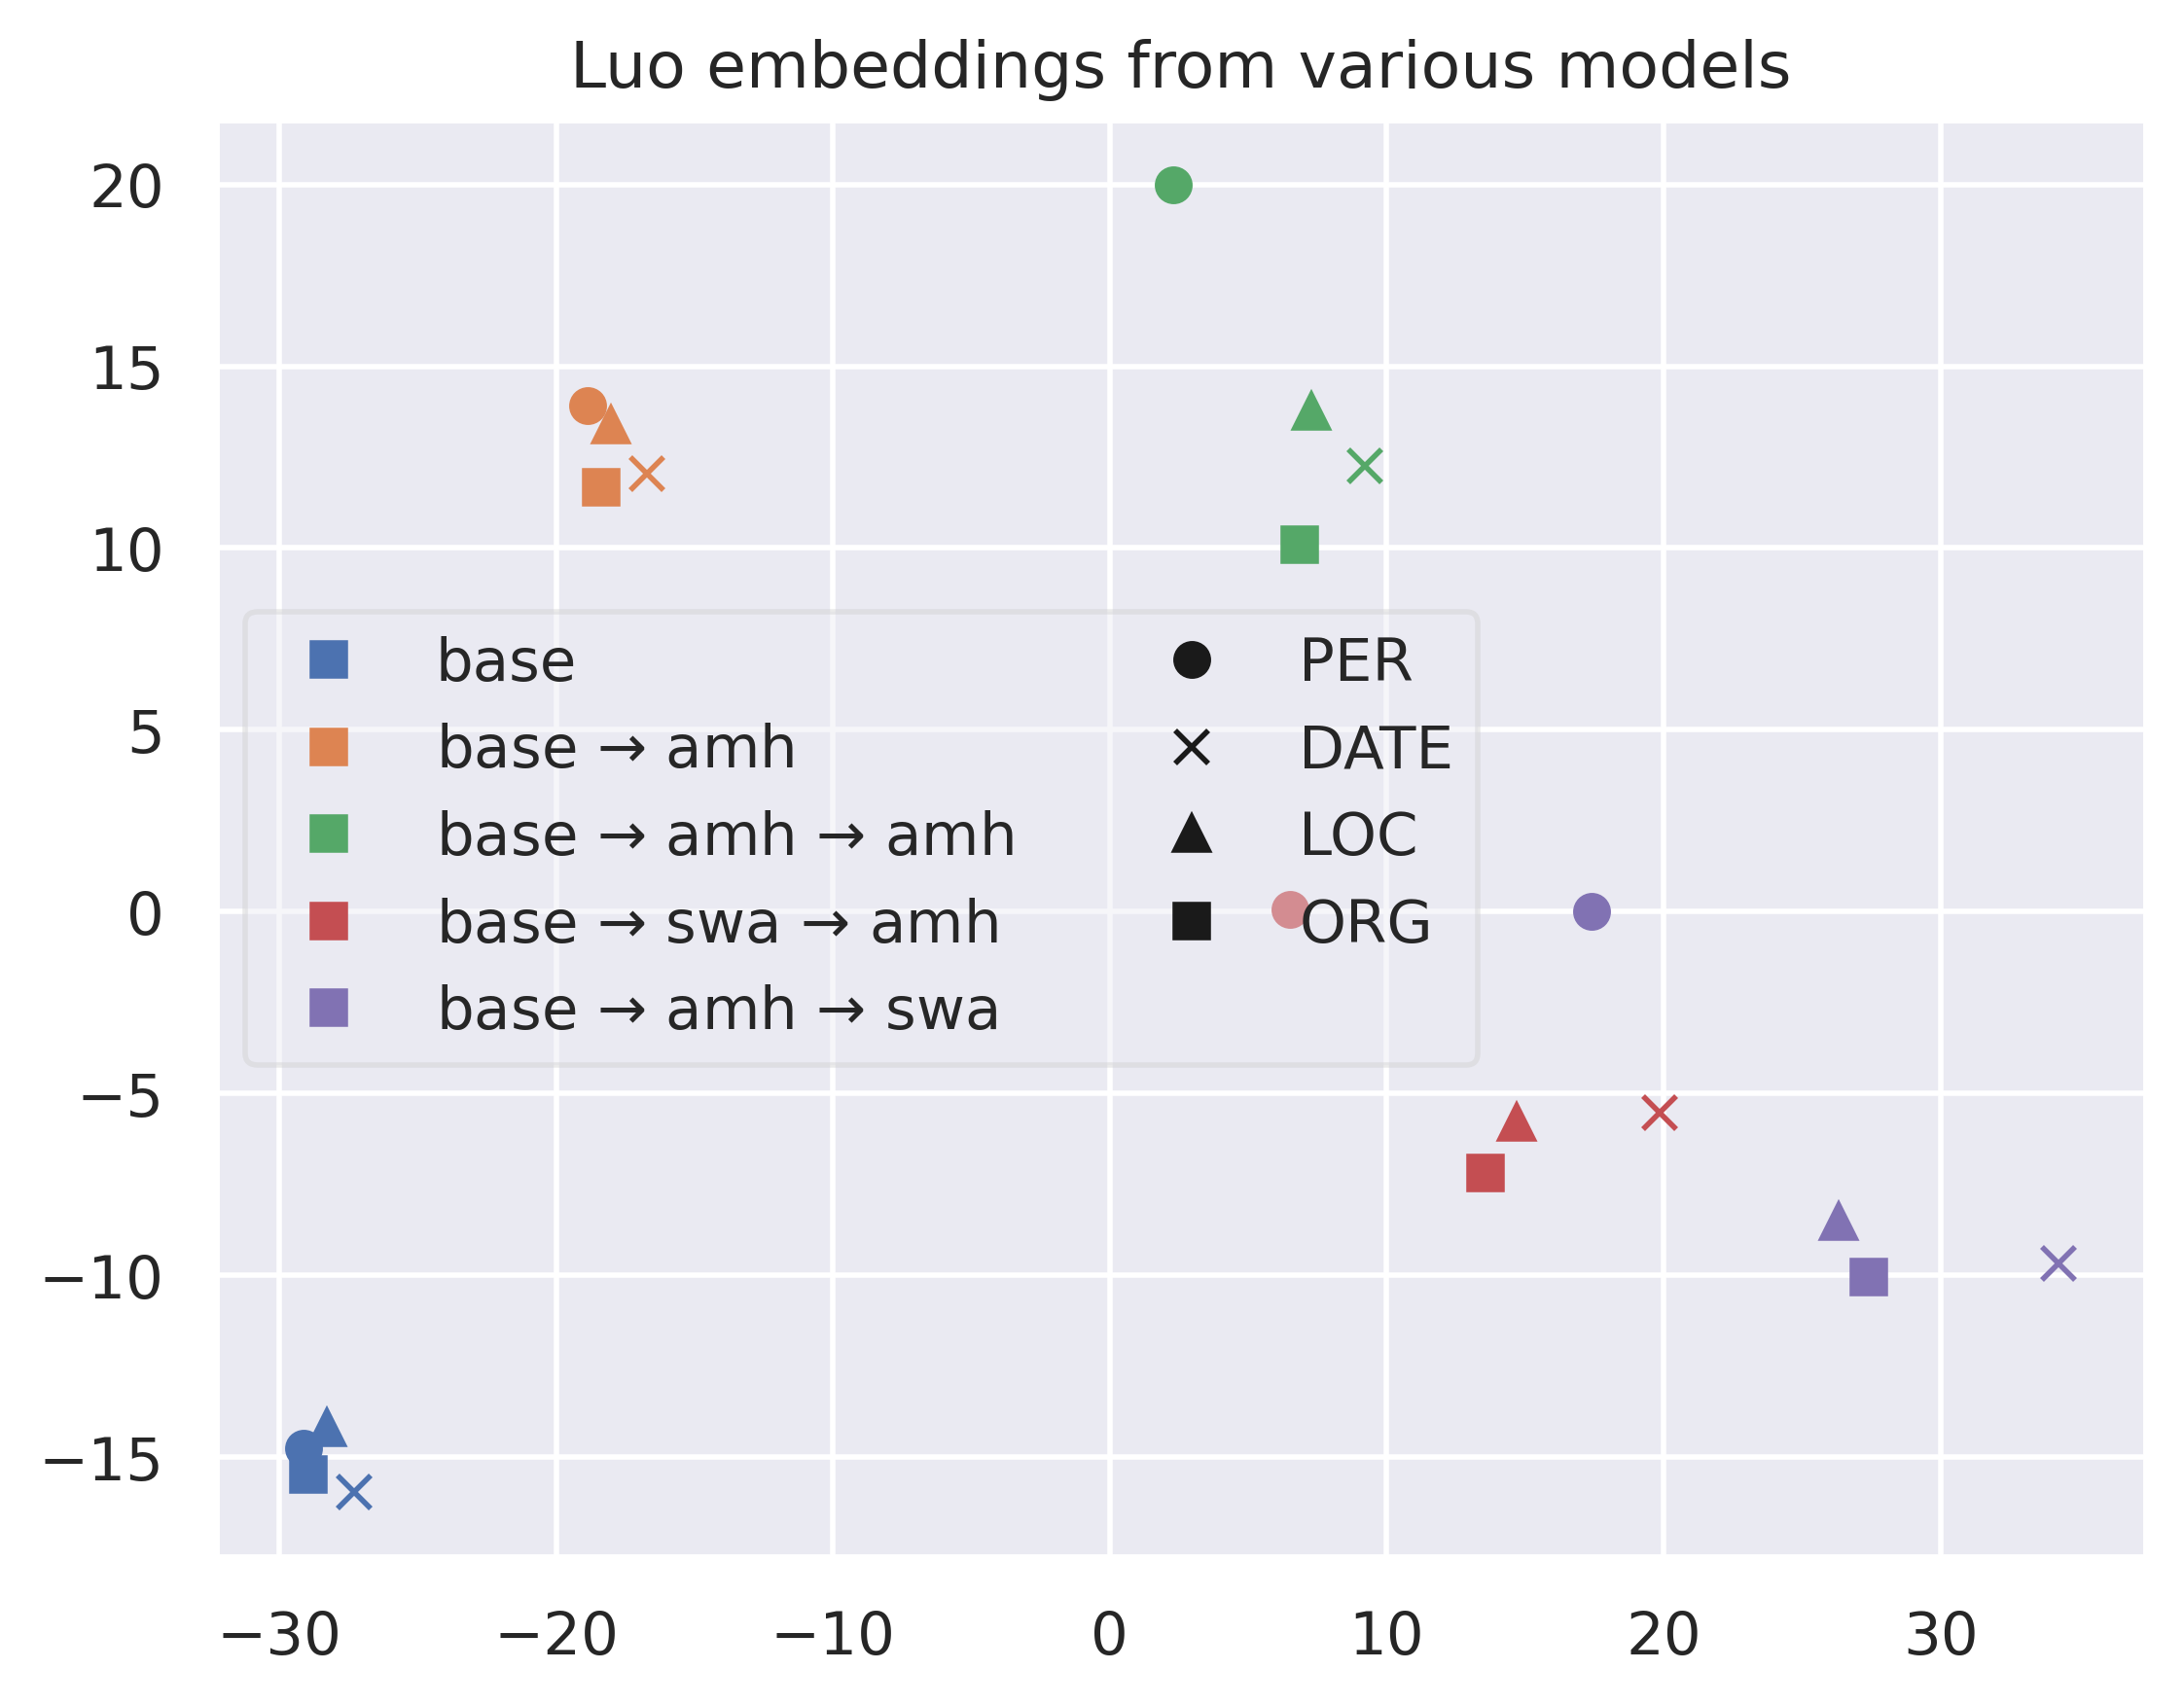 Luo embeddings from various models
20
15
10
5
0
−5
−10
−15
base
base → amh
base → amh → amh
base → swa → amh
base → amh → swa
PER
DATE
LOC
ORG
−30 −20 −10 0 10 20 30